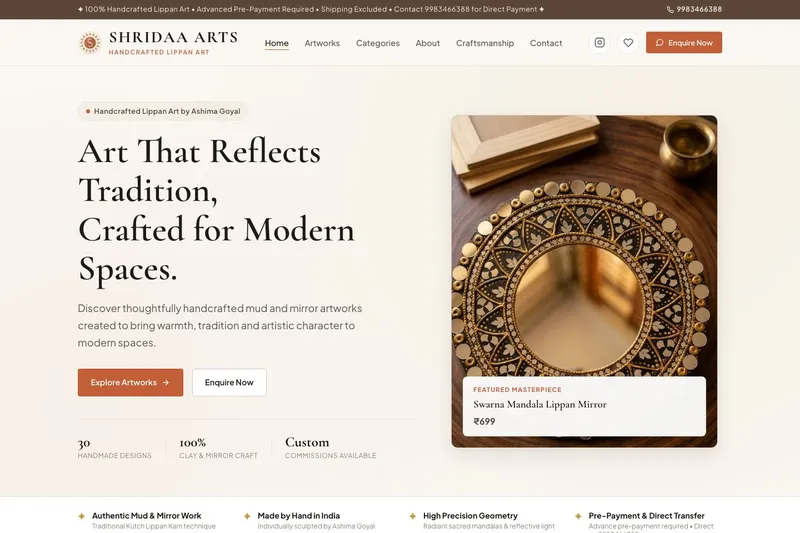 ✦ 100% Handcrafted Lippan Art • Advanced Pre-Payment Required • Shipping Excluded • Contact 9983466388 for Direct Payment ✦
9983466388
SHRIDAA ARTS
HANDCRAFTED LIPPAN ART
Home
Artworks
Categories
About
Craftsmanship
Contact
Enquire Now
Handcrafted Lippan Art by Ashima Goyal
Art That Reflects
Tradition,
Crafted for Modern
Spaces.
Discover thoughtfully handcrafted mud and mirror artworks
created to bring warmth, tradition and artistic character to
modern spaces.
Explore Artworks →
Enquire Now
FEATURED MASTERPIECE
Swarna Mandala Lippan Mirror
₹699
30
HANDMADE DESIGNS
100%
CLAY & MIRROR CRAFT
Custom
COMMISSIONS AVAILABLE
✦ Authentic Mud & Mirror Work
Traditional Kutch Lippan Kam technique
✦ Made by Hand in India
Individually sculpted by Ashima Goyal
✦ High Precision Geometry
Radiant sacred mandalas & reflective light
✦ Pre-Payment & Direct Transfer
Advance pre-payment required • Direct